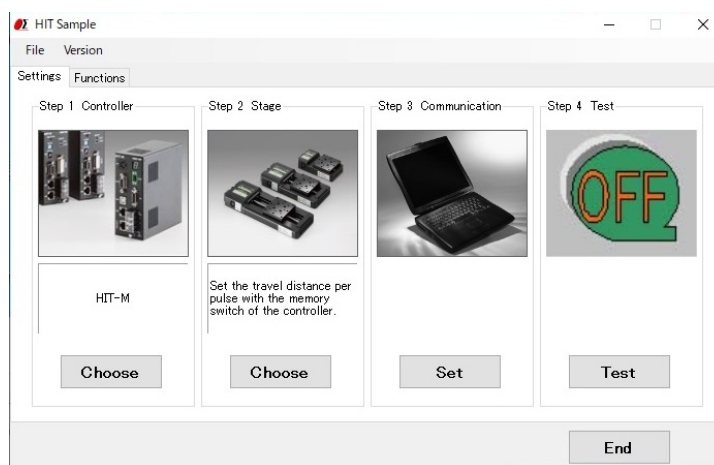 HIT Sample
File Version
Settings Functions
Step 1 Controller
Step 2 Stage
Step 3 Communication
Step 4 Test
OFF
HIT-M
Set the travel distance per
pulse with the memory
switch of the controller.
Choose
Choose
Set
Test
End